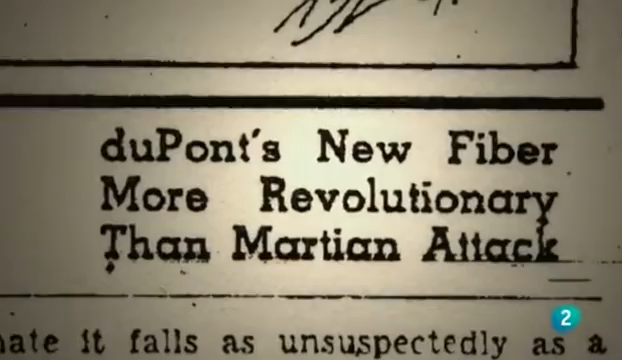 duPont's New Fiber
More Revolutionary
Than Martian Attack
2
it falls as unsuspectedly as a